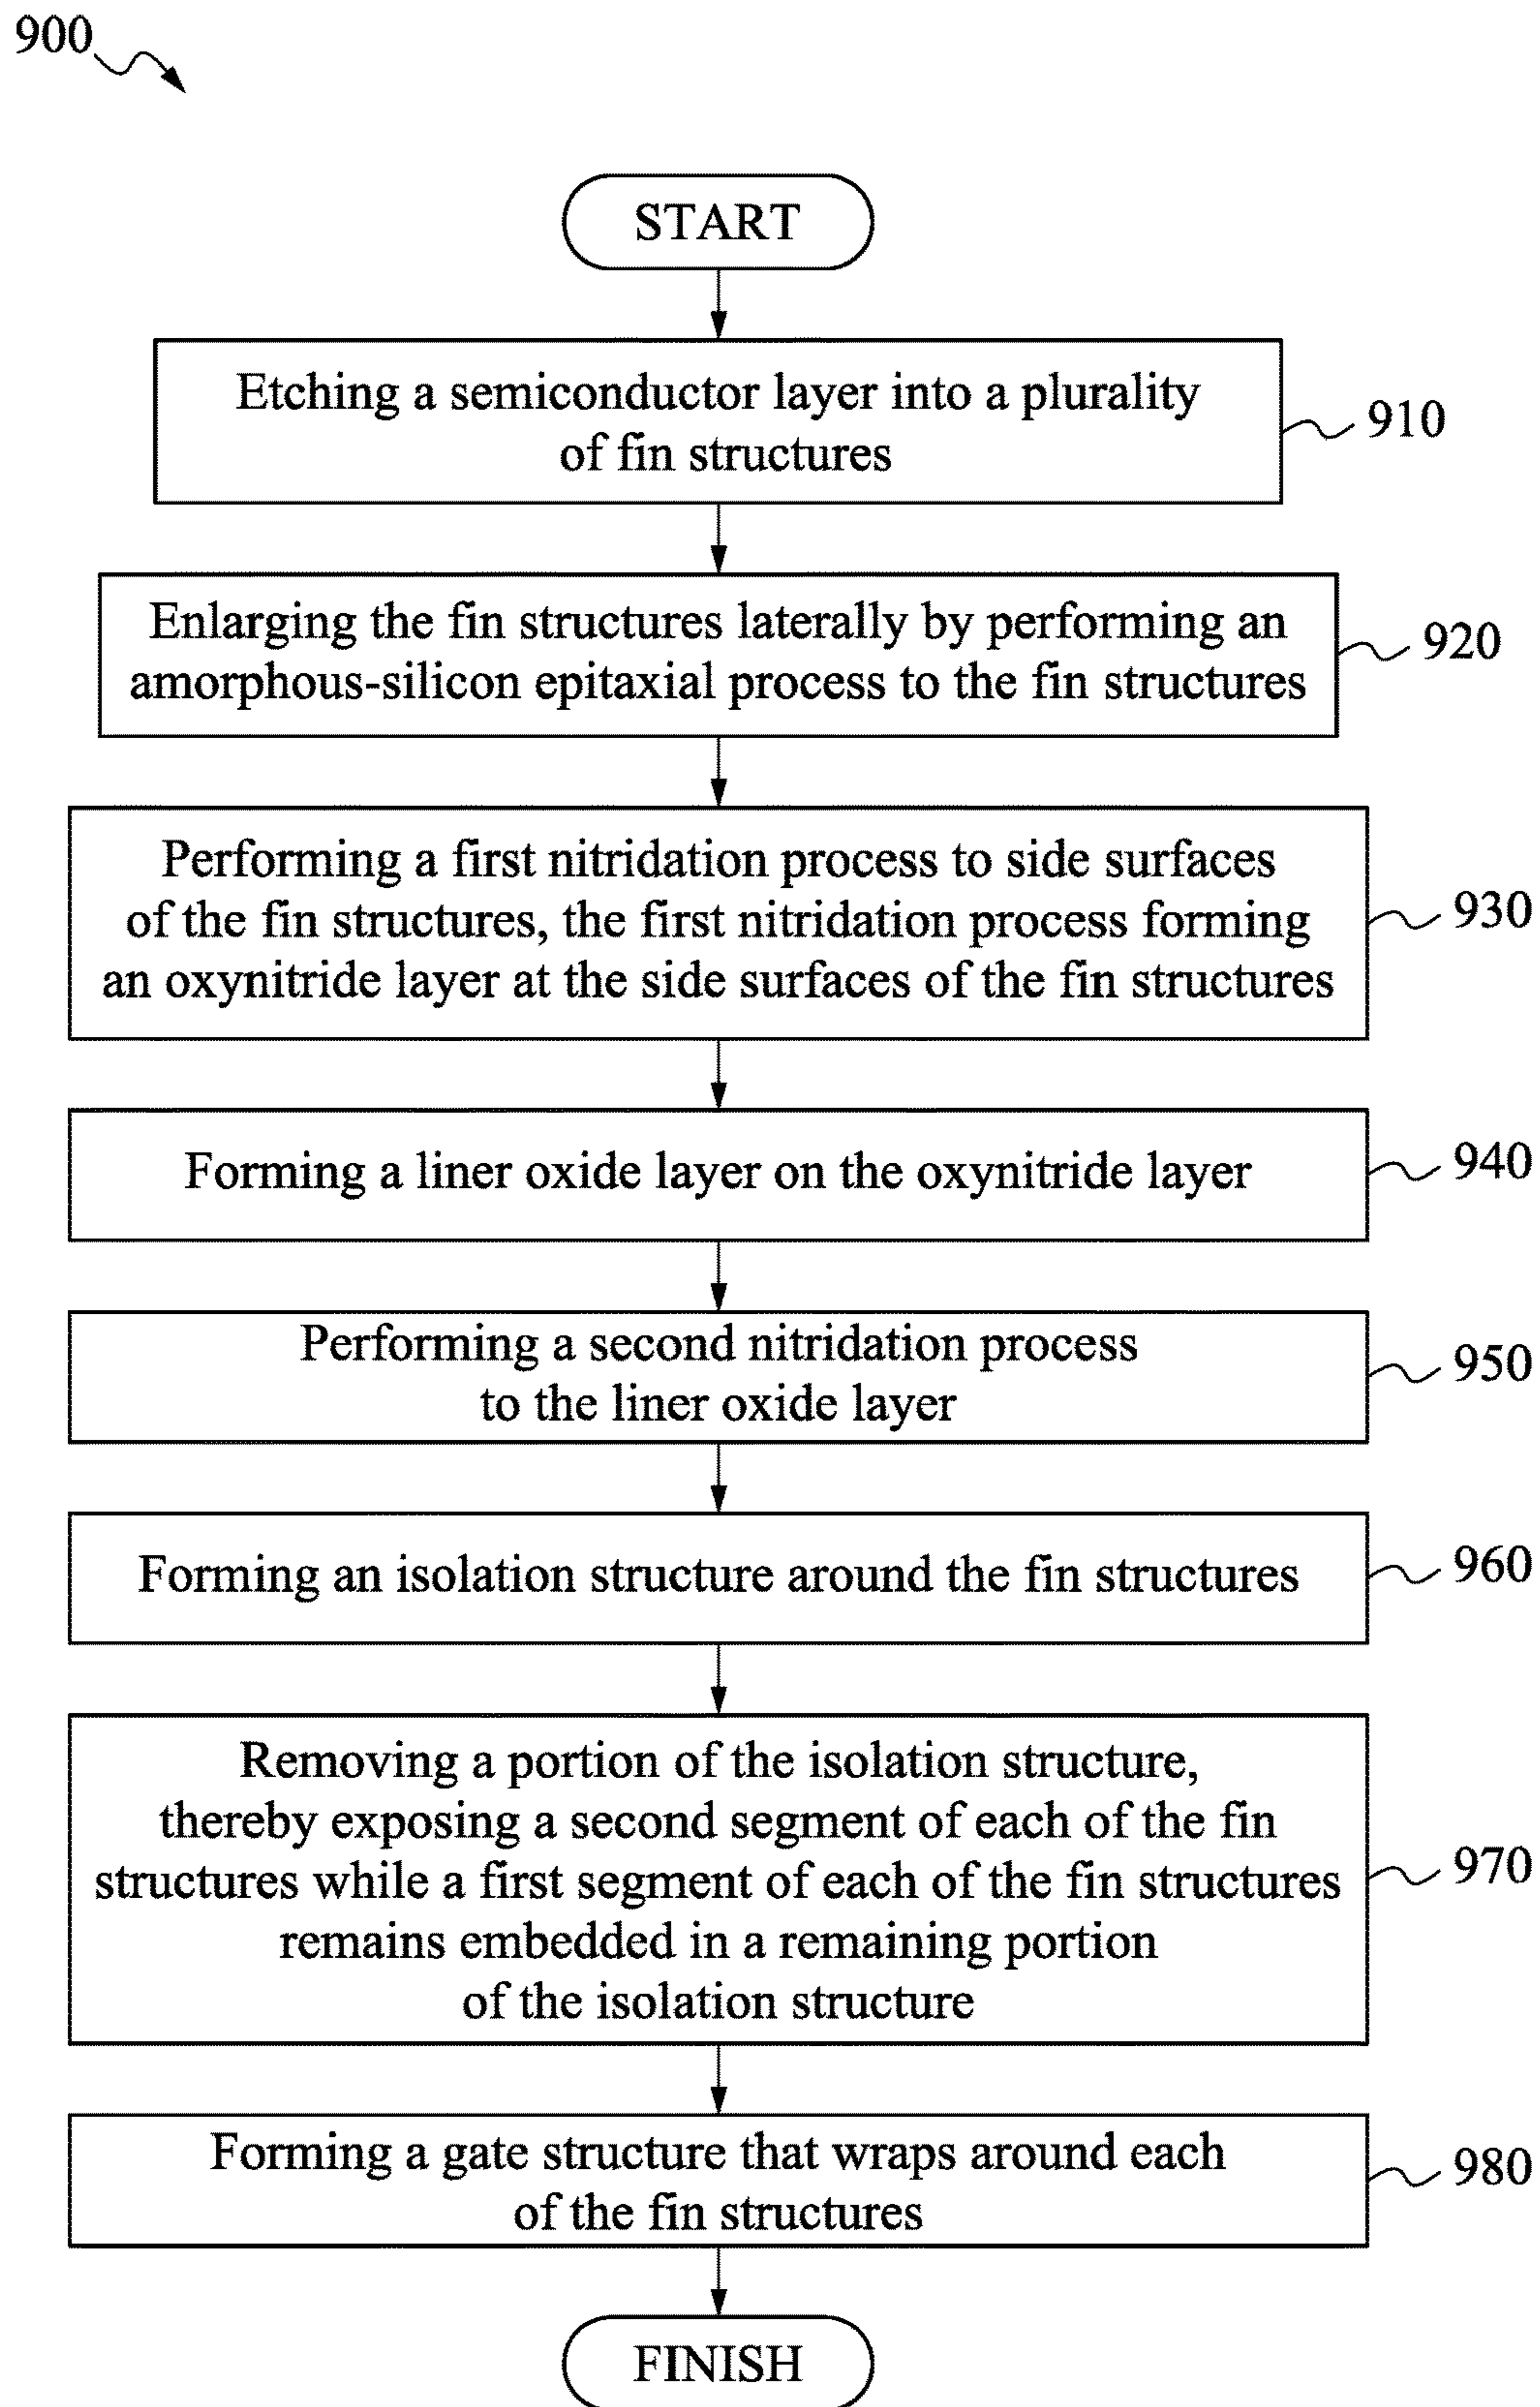 900
START
Etching a semiconductor layer into a plurality
of fin structures
910
Enlarging the fin structures laterally by performing an
amorphous-silicon epitaxial process to the fin structures
920
Performing a first nitridation process to side surfaces
of the fin structures, the first nitridation process forming
an oxynitride layer at the side surfaces of the fin structures
930
Forming a liner oxide layer on the oxynitride layer
940
Performing a second nitridation process
to the liner oxide layer
950
Forming an isolation structure around the fin structures
960
Removing a portion of the isolation structure,
thereby exposing a second segment of each of the fin
structures while a first segment of each of the fin structures
remains embedded in a remaining portion
of the isolation structure
970
Forming a gate structure that wraps around each
of the fin structures
980
FINISH